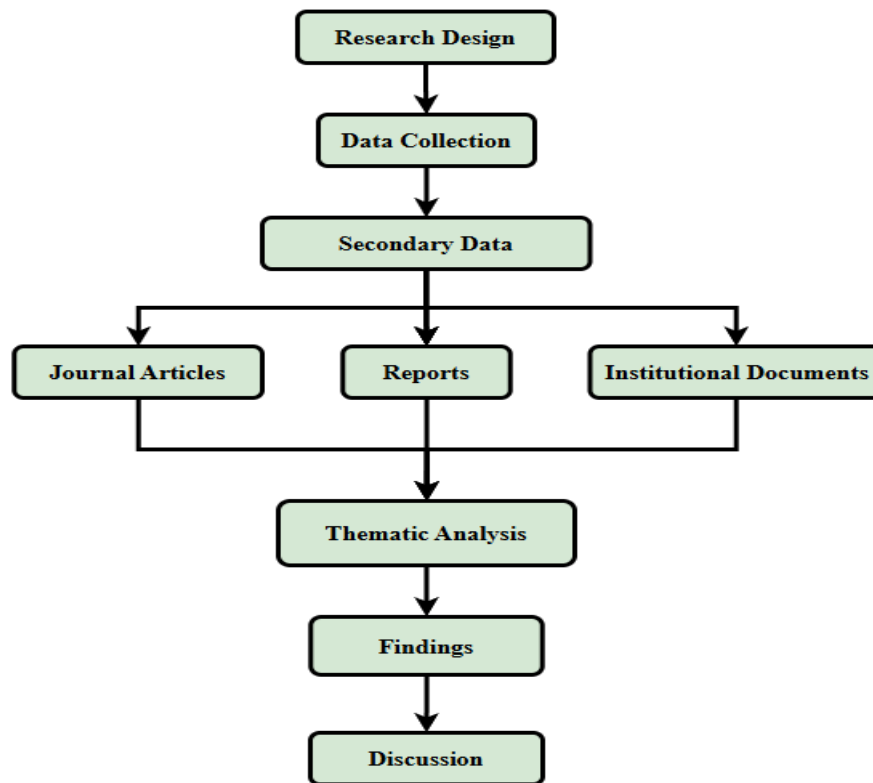 Research Design
Data Collection
Secondary Data
Journal Articles
Reports
Institutional Documents
Thematic Analysis
Findings
Discussion